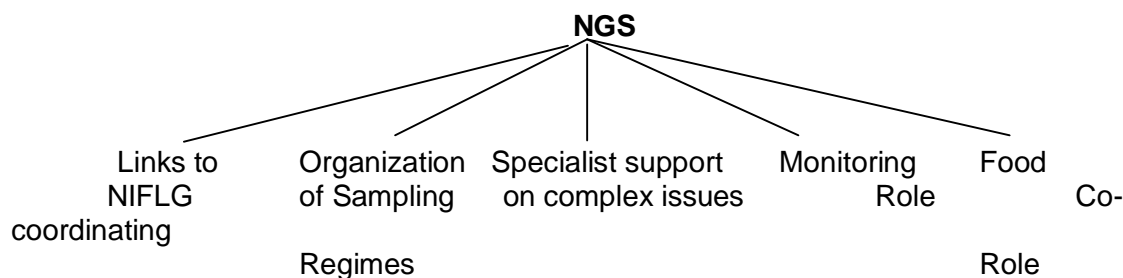 NGS
Links to Organization Specialist support Monitoring Food
NIFLG of Sampling on complex issues Role Co-
coordinating
Regimes Role